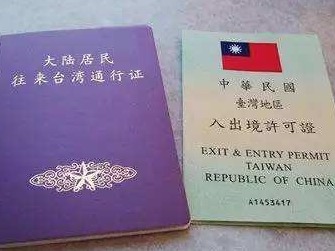 大陆居民
往来台湾通行证
中華民國
臺灣地區
入出境許可證
EXIT & ENTRY PERMIT
TAIWAN
REPUBLIC OF CHINA
A1453417